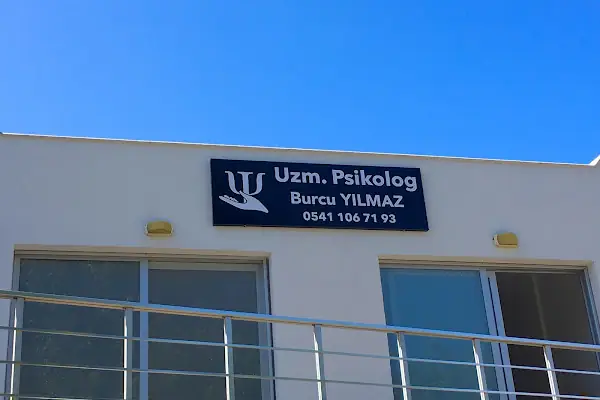 Uzm. Psikolog
Burcu YILMAZ
0541 106 71 93